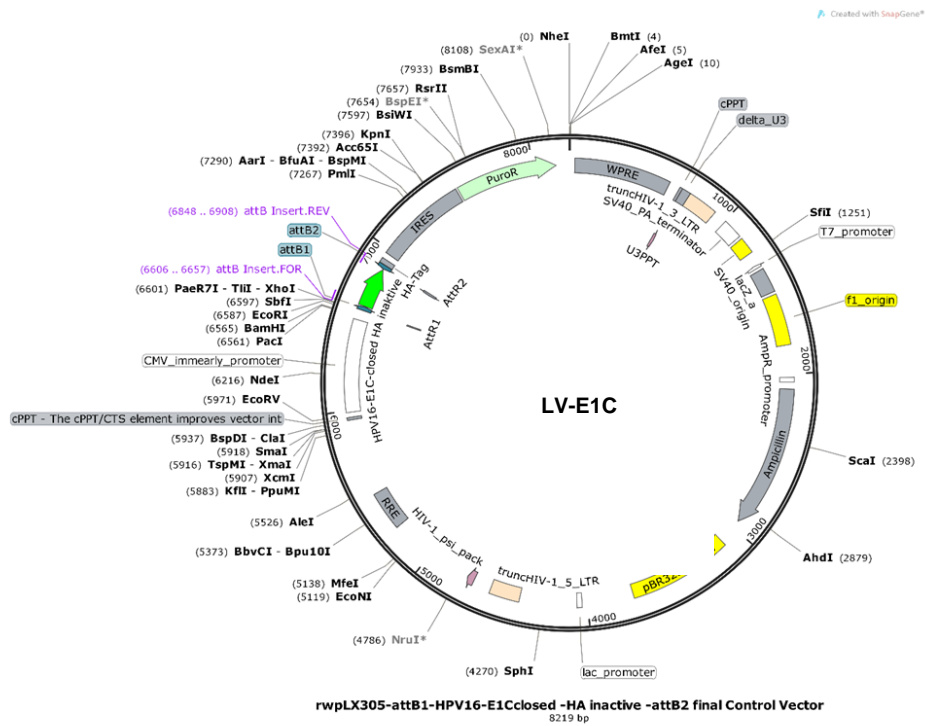 Created with SnapGene®
(0) NheI
BmtI (4)
AfeI (5)
AgeI (10)
(8108) SexAI*
(7933) BsmBI
(7657) RsrII
(7654) BspEI*
(7597) BsiWI
(7396) KpnI
(7392) Acc65I
(7290) AarI - BfuAI - BspMI
(7267) PmlI
(6848 .. 6908) attB Insert.REV
attB2
attB1
(6606 .. 6657) attB Insert.FOR
(6601) PaeR7I - TliI - XhoI
(6597) SbfI
(6587) EcoRI
(6565) BamHI
(6561) PacI
CMV_immearly_promoter
(6216) NdeI
(5971) EcoRV
cPPT - The cPPT/CTS element improves vector int
(5937) BspDI - ClaI
(5918) SmaI
(5916) TspMI - XmaI
(5907) XcmI
(5883) KflI - PpuMI
(5526) AleI
(5373) BbvCI - Bpu10I
(5138) MfeI
(5119) EcoNI
(4786) NruI*
(4270) SphI
lac_promoter
cPPT
delta_U3
SfiI (1251)
T7_promoter
f1_origin
ScaI (2398)
AhdI (2879)
1000
2000
3000
4000
5000
6000
7000
8000
WPRE
truncHIV-1_3_LTR
SV40_PA_terminator
U3PPT
SV40_origin
lacZ_a
AmpR_promoter
Ampicillin
pBR32
truncHIV-1_5_LTR
HIV-1_psi_pack
RRE
HPV16-E1C-closed HA inaktive
HA-Tag
AttR2
AttR1
IRES
PuroR
LV-E1C
rwpLX305-attB1-HPV16-E1Cclosed -HA inactive -attB2 final Control Vector
8219 bp